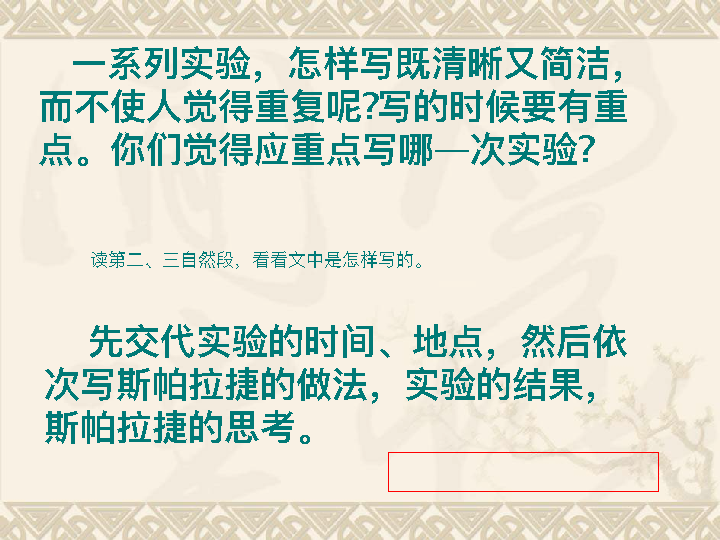 一系列实验，怎样写既清晰又简洁，
而不使人觉得重复呢?写的时候要有重
点。你们觉得应重点写哪—次实验?
读第二、三自然段，看看文中是怎样写的。
先交代实验的时间、地点，然后依
次写斯帕拉捷的做法，实验的结果，
斯帕拉捷的思考。